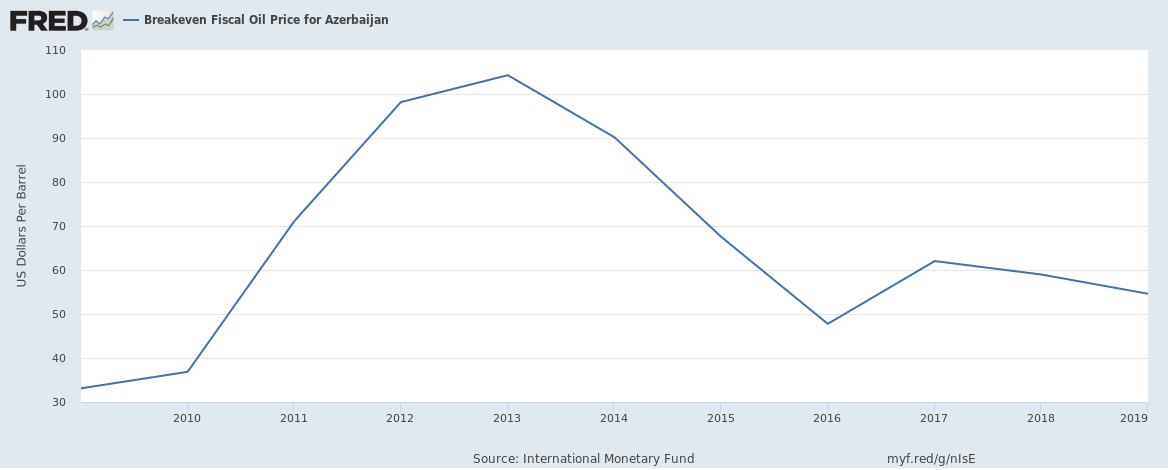 FRED
Breakeven Fiscal Oil Price for Azerbaijan
US Dollars Per Barrel
110
100
90
80
70
60
50
40
30
2010 2011 2012 2013 2014 2015 2016 2017 2018 2019
Source: International Monetary Fund myf.red/g/nIsE